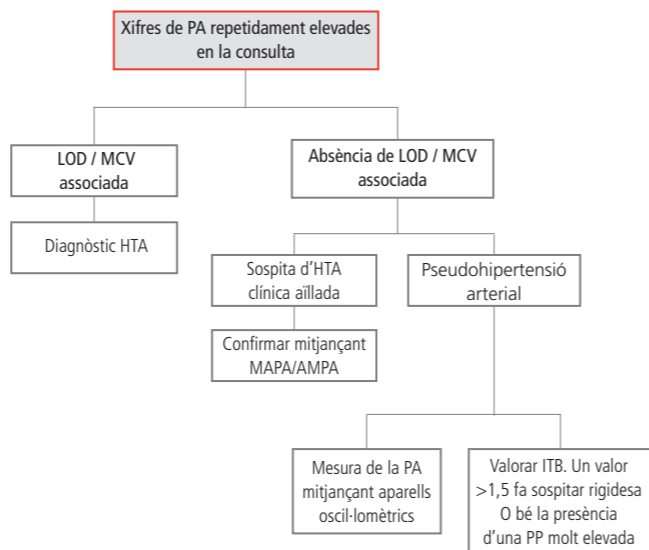 Xifres de PA repetidament elevades
en la consulta
LOD / MCV
associada
Absència de LOD / MCV
associada
Diagnòstic HTA
Sospita d'HTA
clínica aïllada
Pseudohipertensió
arterial
Confirmar mitjançant
MAPA/AMPA
Mesura de la PA
mitjançant aparells
oscil·lomètrics
Valorar ITB. Un valor
>1,5 fa sospitar rigidesa
O bé la presència
d'una PP molt elevada